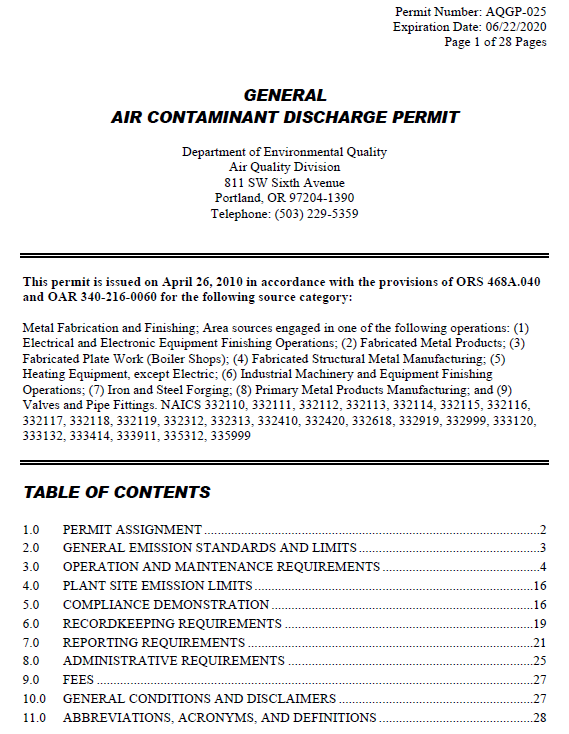 Permit Number: AQGP-025
Expiration Date: 06/22/2020
Page 1 of 28 Pages
GENERAL
AIR CONTAMINANT DISCHARGE PERMIT
Department of Environmental Quality
Air Quality Division
811 SW Sixth Avenue
Portland, OR 97204-1390
Telephone: (503) 229-5359
This permit is issued on April 26, 2010 in accordance with the provisions of ORS 468A.040
and OAR 340-216-0060 for the following source category:
Metal Fabrication and Finishing; Area sources engaged in one of the following operations: (1)
Electrical and Electronic Equipment Finishing Operations; (2) Fabricated Metal Products; (3)
Fabricated Plate Work (Boiler Shops); (4) Fabricated Structural Metal Manufacturing; (5)
Heating Equipment, except Electric; (6) Industrial Machinery and Equipment Finishing
Operations; (7) Iron and Steel Forging; (8) Primary Metal Products Manufacturing; and (9)
Valves and Pipe Fittings. NAICS 332110, 332111, 332112, 332113, 332114, 332115, 332116,
332117, 332118, 332119, 332312, 332313, 332410, 332420, 332618, 332919, 332999, 333120,
333132, 333414, 333911, 335312, 335999
TABLE OF CONTENTS
1.0 PERMIT ASSIGNMENT ... 2
2.0 GENERAL EMISSION STANDARDS AND LIMITS ... 3
3.0 OPERATION AND MAINTENANCE REQUIREMENTS ... 4
4.0 PLANT SITE EMISSION LIMITS ... 16
5.0 COMPLIANCE DEMONSTRATION ... 16
6.0 RECORDKEEPING REQUIREMENTS ... 19
7.0 REPORTING REQUIREMENTS ... 21
8.0 ADMINISTRATIVE REQUIREMENTS ... 25
9.0 FEES ... 27
10.0 GENERAL CONDITIONS AND DISCLAIMERS ... 27
11.0 ABBREVIATIONS, ACRONYMS, AND DEFINITIONS ... 28